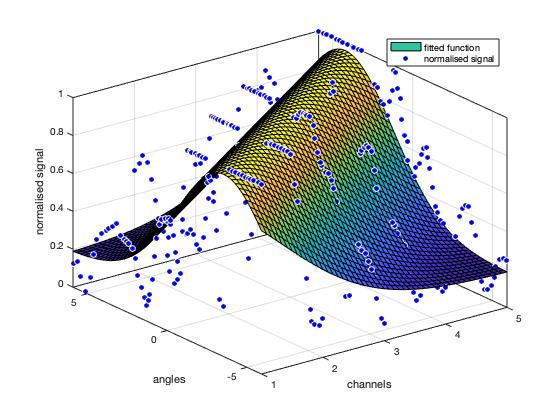 fitted function
normalised signal
1
0.8
0.6
0.4
0.2
0
normalised signal
5
0
-5
angles
1
2
3
4
5
channels